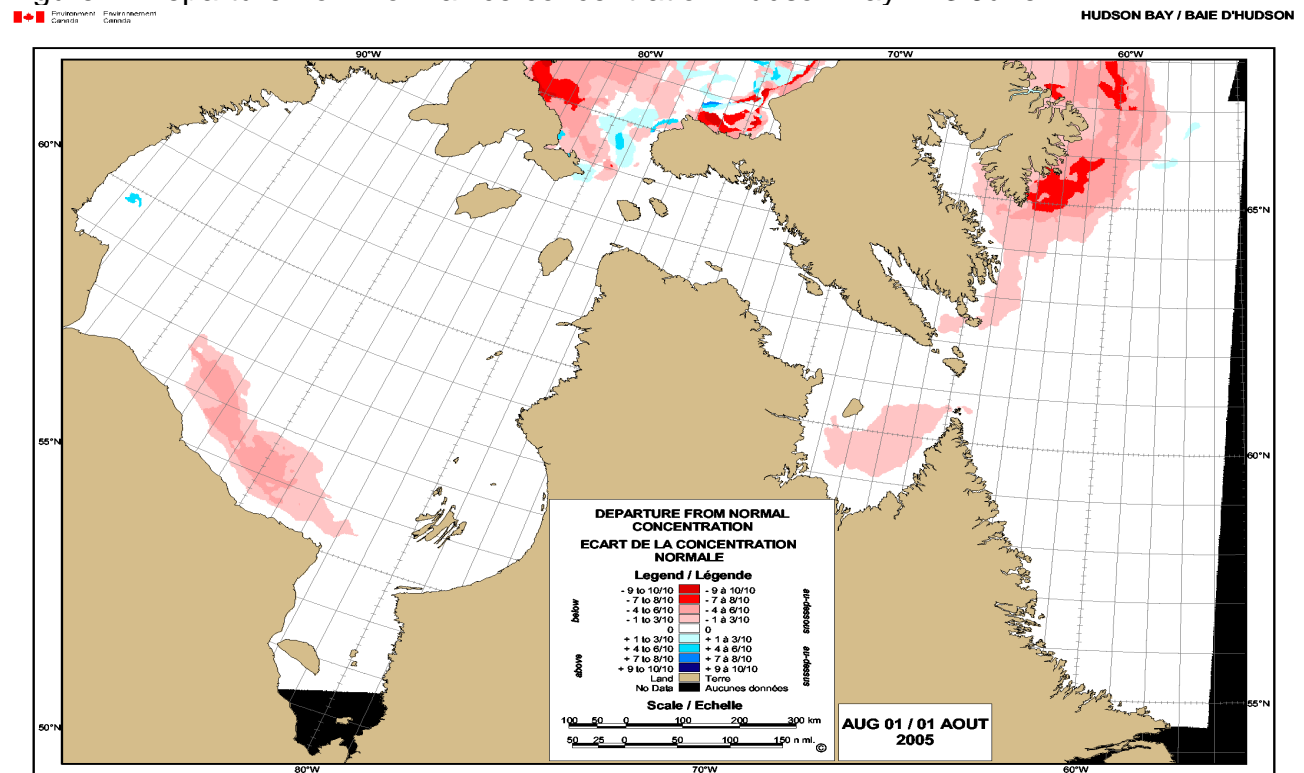 Environment Environnement
Canada Canada
HUDSON BAY / BAIE D'HUDSON
90°W 80°W 70°W 60°W
60°N
65°N
55°N
60°N
50°N
55°N
80°W 70°W 60°W
DEPARTURE FROM NORMAL
CONCENTRATION
ECART DE LA CONCENTRATION
NORMALE
Legend / Légende
below
above
- 9 to 10/10 - 9 à 10/10
- 7 to 8/10 - 7 à 8/10
- 4 to 6/10 - 4 à 6/10
- 1 to 3/10 - 1 à 3/10
0 0
+ 1 to 3/10 + 1 à 3/10
+ 4 to 6/10 + 4 à 6/10
+ 7 to 8/10 + 7 à 8/10
+ 9 to 10/10 + 9 à 10/10
Land Terre
No Data Aucunes données
au-dessous
au-dessus
Scale / Echelle
100 50 0 100 200 300 km
50 25 0 50 100 150 n mi.
©
AUG 01 / 01 AOUT
2005